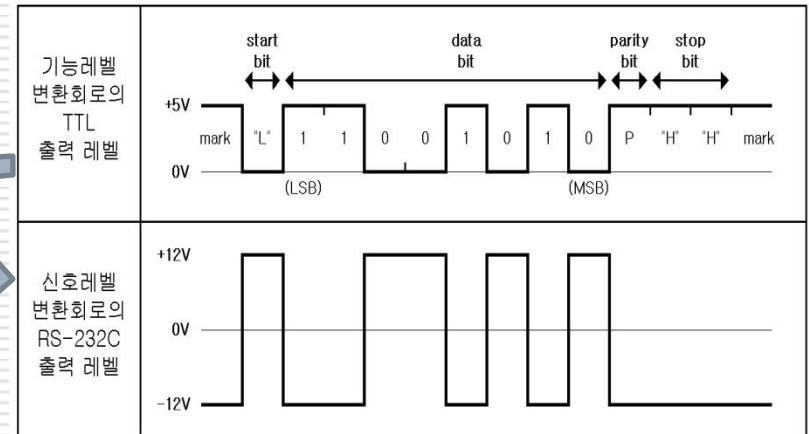 기능레벨
변환회로의
TTL
출력 레벨
start bit
data bit
parity bit
stop bit
+5V
mark "L" 1 1 0 0 1 0 1 0 P "H" "H" mark
0V
(LSB) (MSB)
신호레벨
변환회로의
RS-232C
출력 레벨
+12V
0V
-12V